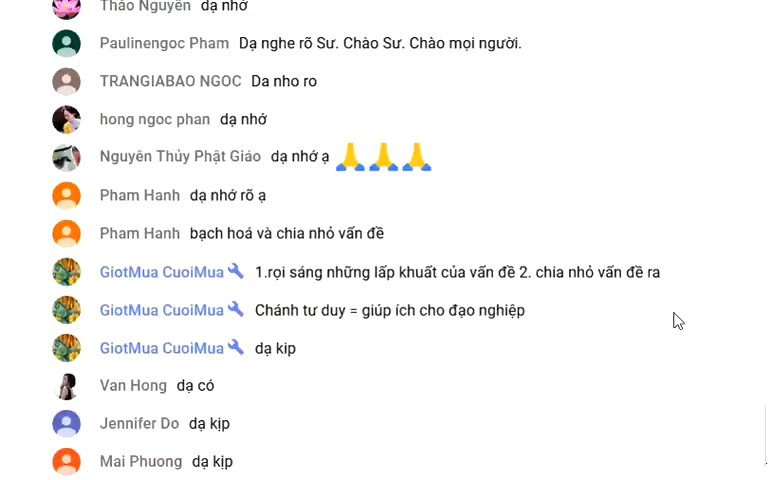 Thảo Nguyên dạ nhớ
Paulinengoc Pham Dạ nghe rõ Sư. Chào Sư. Chào mọi người.
TRANGIABAO NGOC Da nho ro
hong ngoc phan dạ nhớ
Nguyên Thủy Phật Giáo dạ nhớ ạ 🙏🙏🙏
Pham Hanh dạ nhớ rõ ạ
Pham Hanh bạch hoá và chia nhỏ vấn đề
GiotMua CuoiMua 1.rọi sáng những lấp khuất của vấn đề 2. chia nhỏ vấn đề ra
GiotMua CuoiMua Chánh tư duy = giúp ích cho đạo nghiệp
GiotMua CuoiMua dạ kip
Van Hong dạ có
Jennifer Do dạ kịp
Mai Phuong dạ kịp